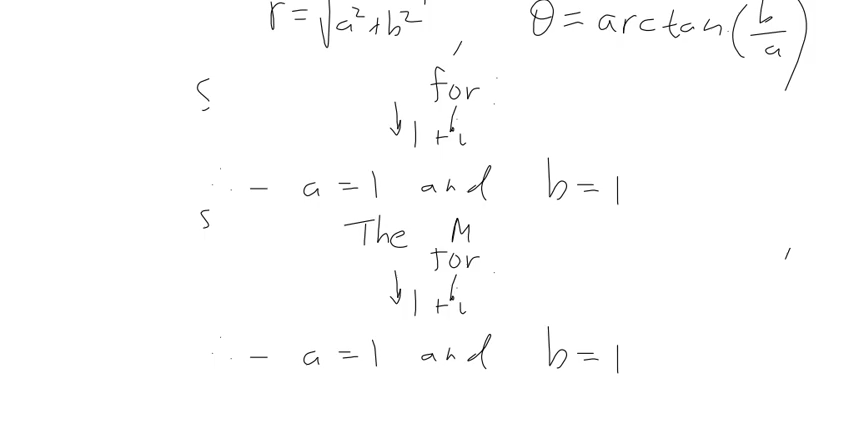 r = √a²+b² θ = arctan(b/a)
for
↓1+i
- a = 1 and b = 1
The M
for
↓1+i
- a = 1 and b = 1